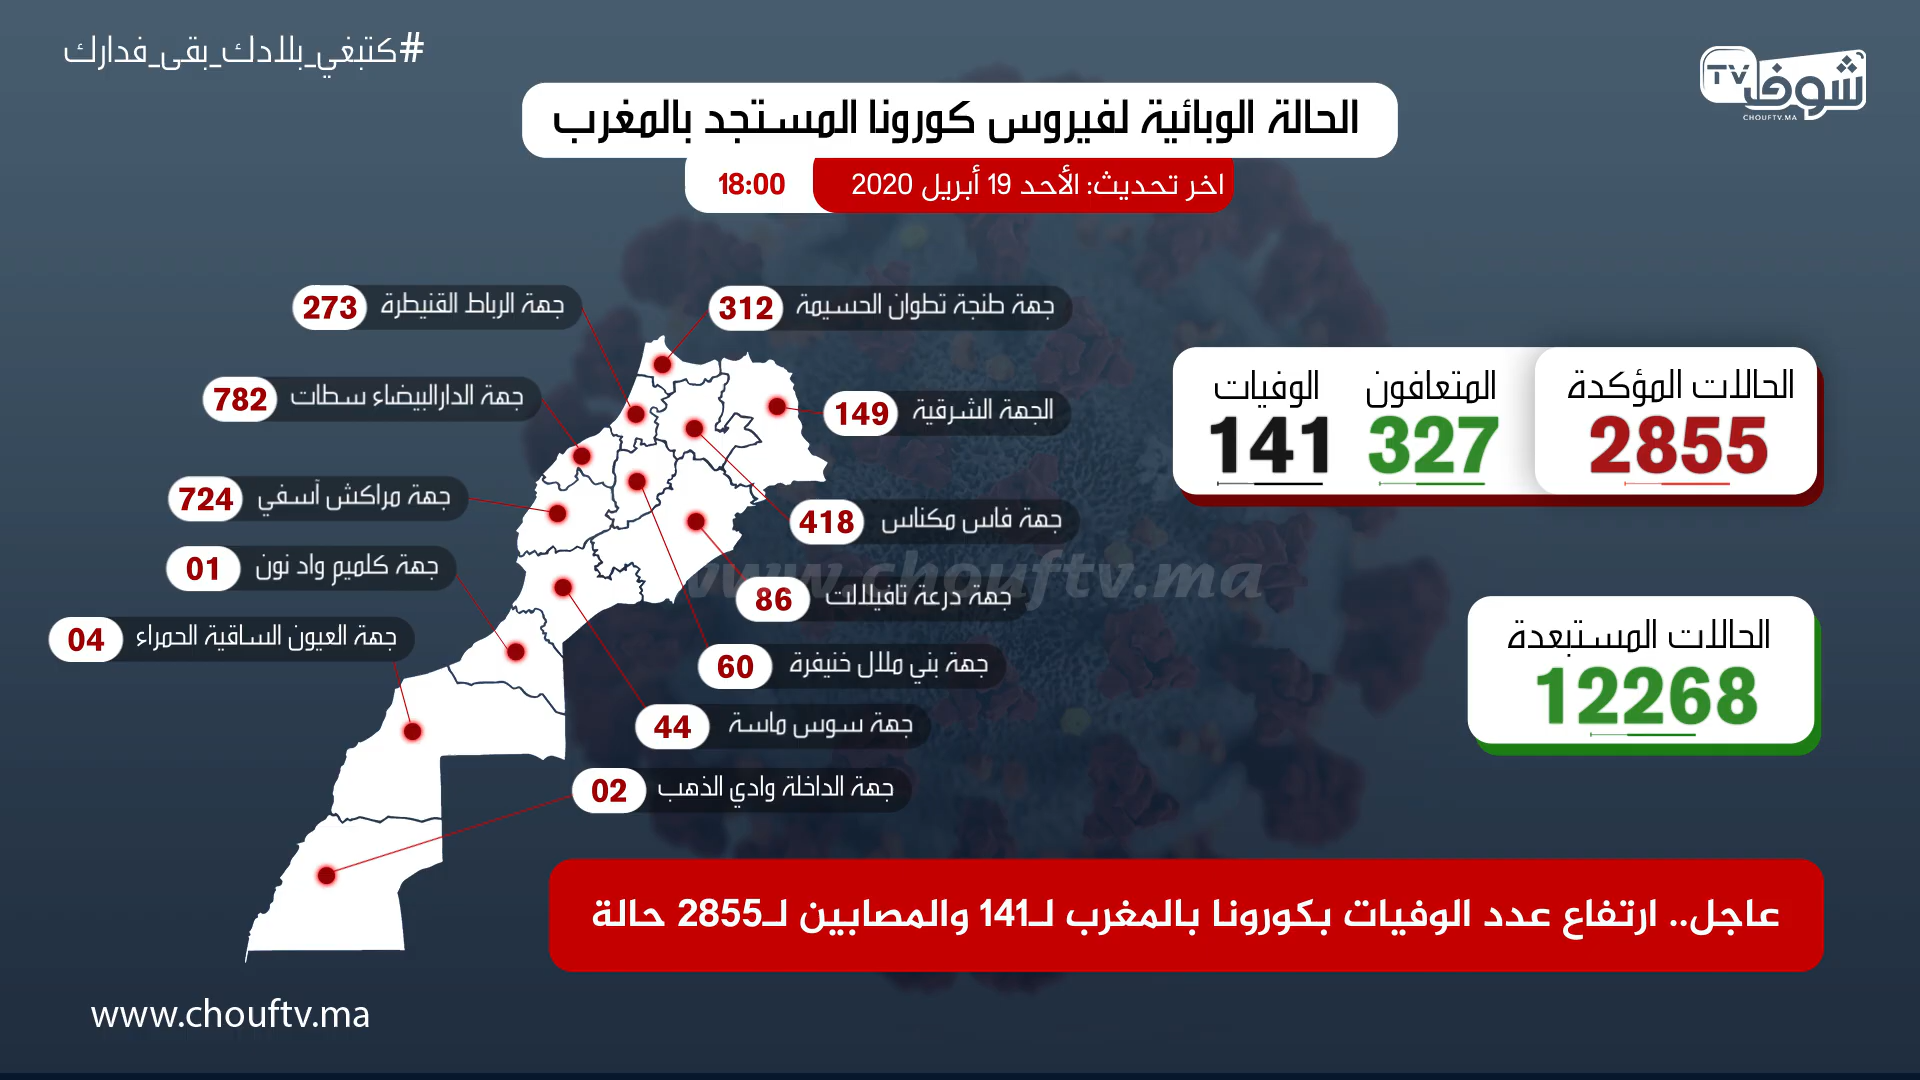 #كتبغي_بلادك_بقى_فدارك
شوف TV
CHOUFTV.MA
الحالة الوبائية لفيروس كورونا المستجد بالمغرب
اخر تحديث: الأحد 19 أبريل 2020
18:00
جهة طنجة تطوان الحسيمة 312
جهة الرباط القنيطرة 273
جهة الدارالبيضاء سطات 782
الجهة الشرقية 149
جهة مراكش آسفي 724
جهة فاس مكناس 418
جهة كلميم واد نون 01
جهة درعة تافيلالت 86
جهة العيون الساقية الحمراء 04
جهة بني ملال خنيفرة 60
جهة سوس ماسة 44
جهة الداخلة وادي الذهب 02
الحالات المؤكدة
2855
المتعافون
327
الوفيات
141
الحالات المستبعدة
12268
www.chouftv.ma
عاجل.. ارتفاع عدد الوفيات بكورونا بالمغرب لـ141 والمصابين لـ2855 حالة
www.chouftv.ma